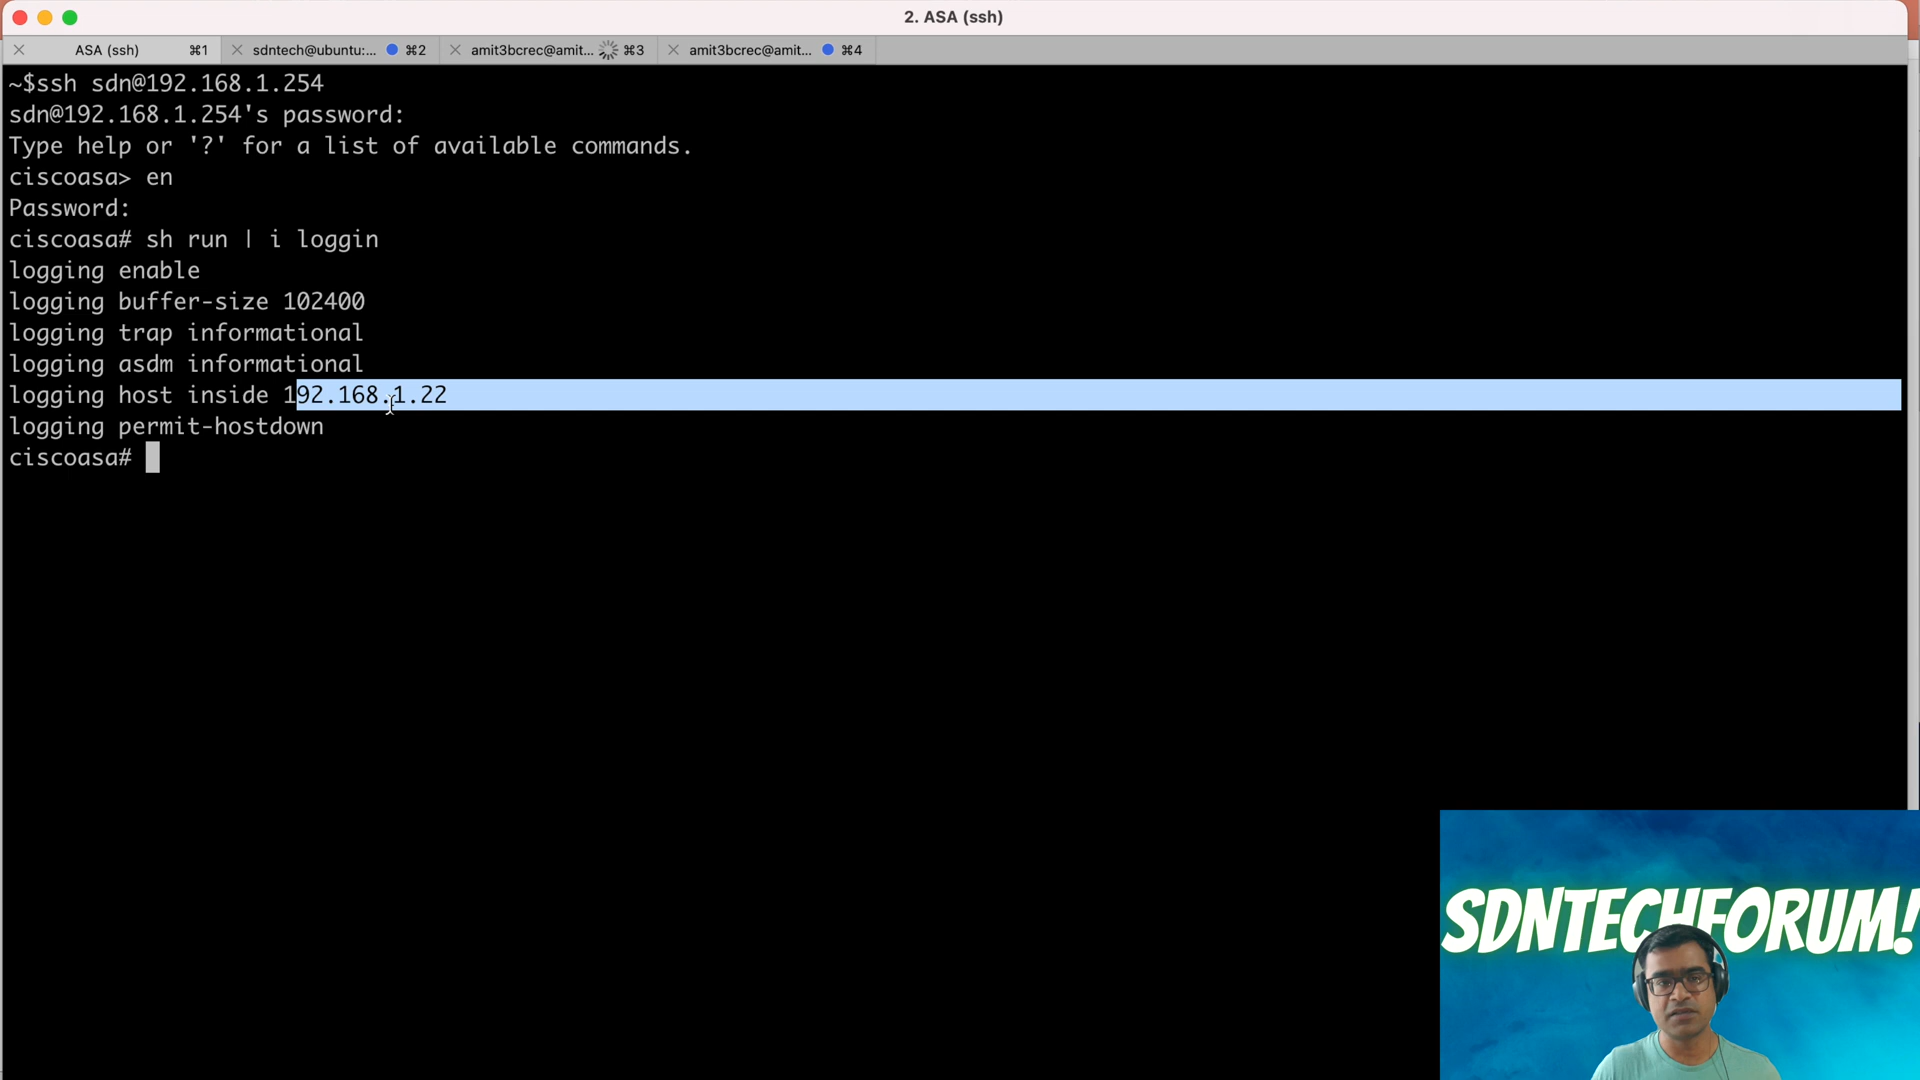 2. ASA (ssh)
ASA (ssh) ⌘1 sdntech@ubuntu:... ⌘2 amit3bcrec@amit... ⌘3 amit3bcrec@amit... ⌘4
~$ssh sdn@192.168.1.254
sdn@192.168.1.254's password:
Type help or '?' for a list of available commands.
ciscoasa> en
Password:
ciscoasa# sh run | i loggin
logging enable
logging buffer-size 102400
logging trap informational
logging asdm informational
logging host inside 192.168.1.22
logging permit-hostdown
ciscoasa#
SDNTECHFORUM!